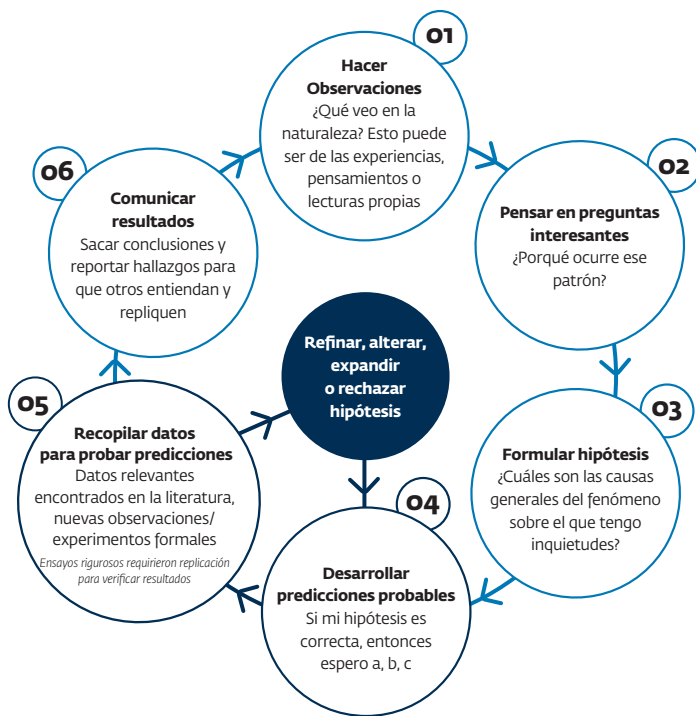 01
Hacer
Observaciones
¿Qué veo en la
naturaleza? Esto puede
ser de las experiencias,
pensamientos o
lecturas propias
02
Pensar en preguntas
interesantes
¿Porqué ocurre ese
patrón?
03
Formular hipótesis
¿Cuáles son las causas
generales del fenómeno
sobre el que tengo
inquietudes?
04
Desarrollar
predicciones probables
Si mi hipótesis es
correcta, entonces
espero a, b, c
05
Recopilar datos
para probar predicciones
Datos relevantes
encontrados en la literatura,
nuevas observaciones/
experimentos formales
Ensayos rigurosos requirieron replicación
para verificar resultados
06
Comunicar
resultados
Sacar conclusiones y
reportar hallazgos para
que otros entiendan y
repliquen
Refinar, alterar,
expandir
o rechazar
hipótesis